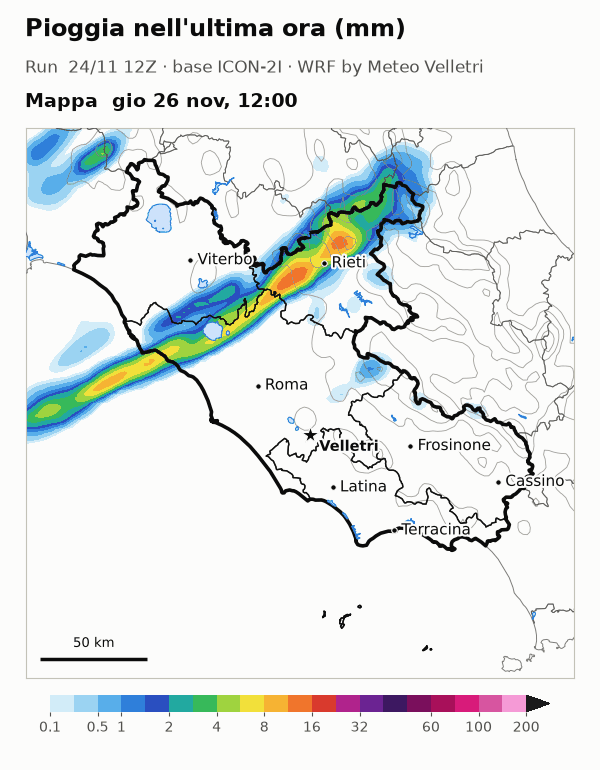 Pioggia nell'ultima ora (mm)
Run 24/11 12Z · base ICON-2I · WRF by Meteo Velletri
Mappa gio 26 nov, 12:00
Viterbo
Rieti
Roma
Velletri
Frosinone
Latina
Cassino
Terracina
50 km
0.1 0.5 1 2 4 8 16 32 60 100 200